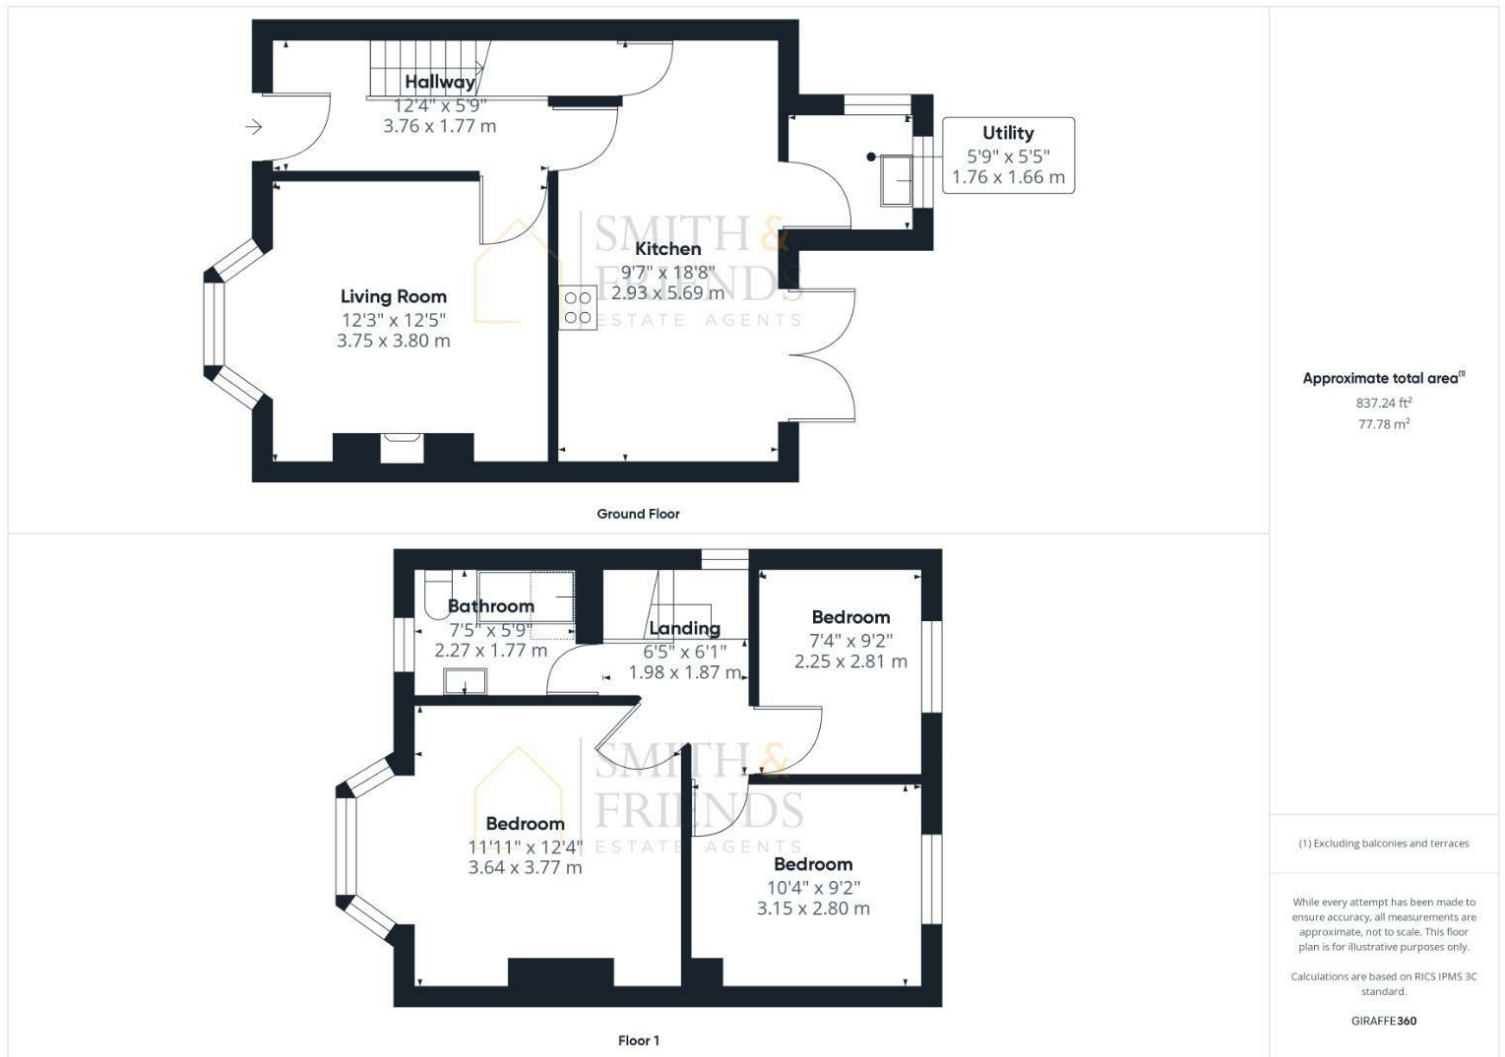 Hallway
12'4" x 5'9"
3.76 x 1.77 m
Utility
5'9" x 5'5"
1.76 x 1.66 m
SMITH &
FRIENDS
ESTATE AGENTS
Kitchen
9'7" x 18'8"
2.93 x 5.69 m
Living Room
12'3" x 12'5"
3.75 x 3.80 m
Ground Floor
Bathroom
7'5" x 5'9"
2.27 x 1.77 m
Landing
6'5" x 6'1"
1.98 x 1.87 m
Bedroom
7'4" x 9'2"
2.25 x 2.81 m
SMITH &
FRIENDS
ESTATE AGENTS
Bedroom
11'11" x 12'4"
3.64 x 3.77 m
Bedroom
10'4" x 9'2"
3.15 x 2.80 m
Floor 1
Approximate total area(1)
837.24 ft²
77.78 m²
(1) Excluding balconies and terraces
While every attempt has been made to
ensure accuracy, all measurements are
approximate, not to scale. This floor
plan is for illustrative purposes only.
Calculations are based on RICS IPMS 3C
standard.
GIRAFFE360